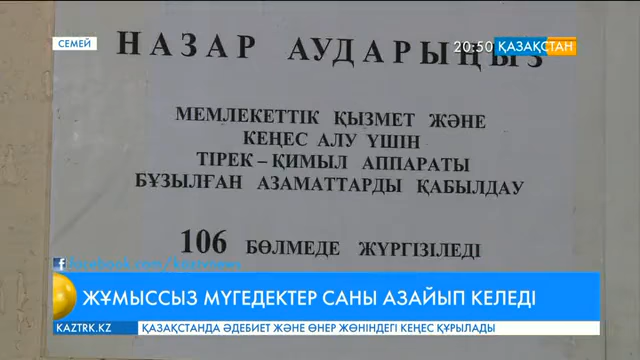 СЕМЕЙ
20:50 ҚАЗАҚСТАН
НАЗАР АУДАРЫҢЫЗ
МЕМЛЕКЕТТІК ҚЫЗМЕТ ЖӘНЕ
КЕҢЕС АЛУ ҮШІН
ТІРЕК – ҚИМЫЛ АППАРАТЫ
БҰЗЫЛҒАН АЗАМАТТАРДЫ ҚАБЫЛДАУ
106 БӨЛМЕДЕ ЖҮРГІЗІЛЕДІ
ЖҰМЫССЫЗ МҮГЕДЕКТЕР САНЫ АЗАЙЫП КЕЛЕДІ
KAZTRK.KZ ҚАЗАҚСТАНДА ӘДЕБИЕТ ЖӘНЕ ӨНЕР ЖӨНІНДЕГІ КЕҢЕС ҚҰРЫЛАДЫ